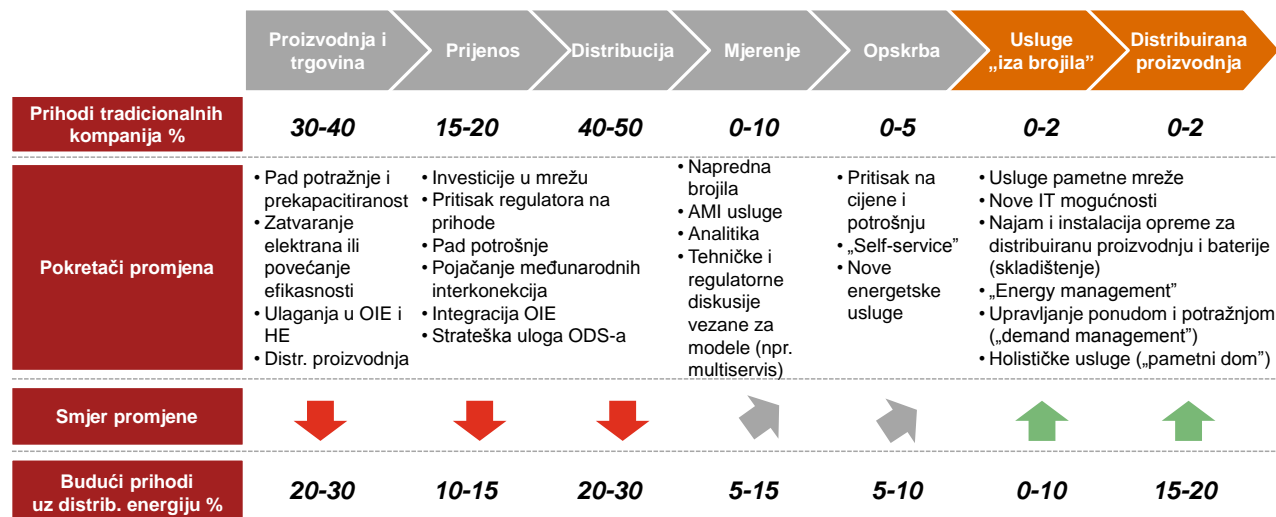 Proizvodnja i
trgovina
Prijenos
Distribucija
Mjerenje
Opskrba
Usluge
„iza brojila”
Distribuirana
proizvodnja
Prihodi tradicionalnih
kompanija %
30-40
15-20
40-50
0-10
0-5
0-2
0-2
Pokretači promjena
• Pad potražnje i
prekapacitiranost
• Zatvaranje
elektrana ili
povećanje
efikasnosti
• Ulaganja u OIE i
HE
• Distr. proizvodnja
• Investicije u mrežu
• Pritisak regulatora na
prihode
• Pad potrošnje
• Pojačanje međunarodnih
interkonekcija
• Integracija OIE
• Strateška uloga ODS-a
• Napredna
brojila
• AMI usluge
• Analitika
• Tehničke i
regulatorne
diskusije
vezane za
modele (npr.
multiservis)
• Pritisak na
cijene i
potrošnju
• „Self-service”
• Nove
energetske
usluge
• Usluge pametne mreže
• Nove IT mogućnosti
• Najam i instalacija opreme za
distribuiranu proizvodnju i baterije
(skladištenje)
• „Energy management”
• Upravljanje ponudom i potražnjom
(„demand management”)
• Holističke usluge („pametni dom”)
Smjer promjene
Budući prihodi
uz distrib. energiju %
20-30
10-15
20-30
5-15
5-10
0-10
15-20